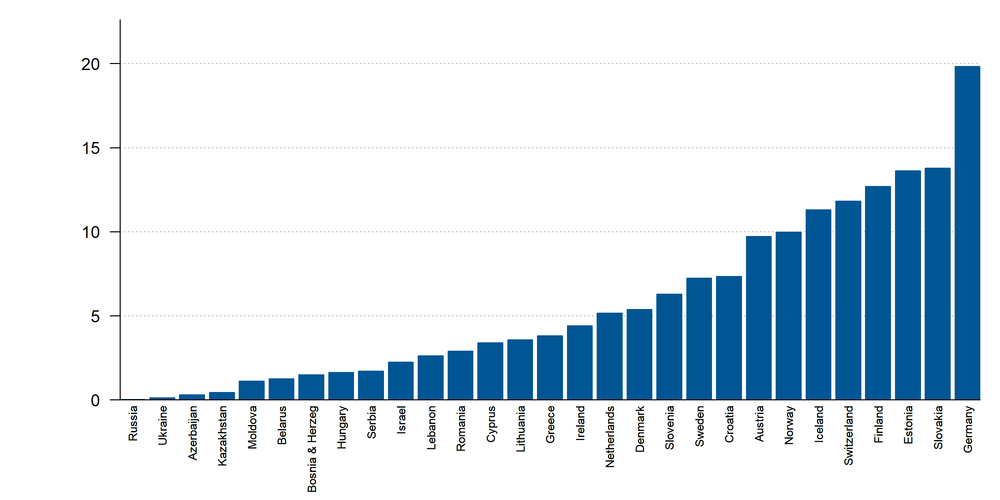 20
15
10
5
0
Russia
Ukraine
Azerbaijan
Kazakhstan
Moldova
Belarus
Bosnia & Herzeg
Hungary
Serbia
Israel
Lebanon
Romania
Cyprus
Lithuania
Greece
Ireland
Netherlands
Denmark
Slovenia
Sweden
Croatia
Austria
Norway
Iceland
Switzerland
Finland
Estonia
Slovakia
Germany